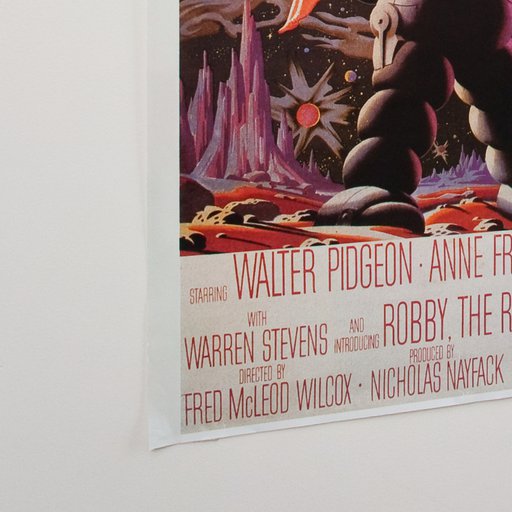 STARRING WALTER PIDGEON · ANNE FR
WITH
WARREN STEVENS AND INTRODUCING ROBBY, THE R
DIRECTED BY PRODUCED BY
FRED McLEOD WILCOX · NICHOLAS NAYFACK